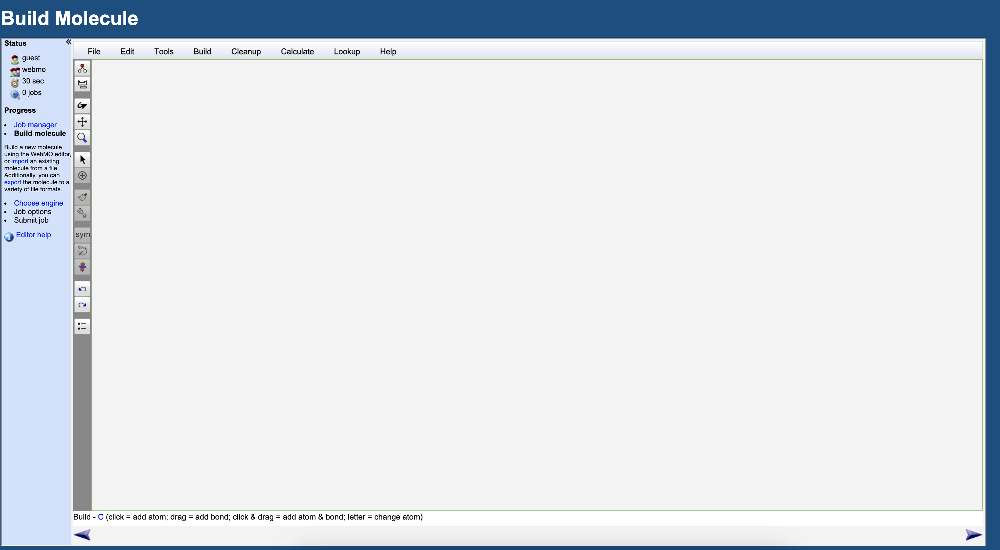 Build Molecule
Status
guest
webmo
30 sec
0 jobs
Progress
Job manager
Build molecule
Build a new molecule
using the WebMO editor,
or import an existing
molecule from a file.
Additionally, you can
export the molecule to a
variety of file formats.
Choose engine
Job options
Submit job
Editor help
File Edit Tools Build Cleanup Calculate Lookup Help
sym
C2v
Build - C (click = add atom; drag = add bond; click & drag = add atom & bond; letter = change atom)